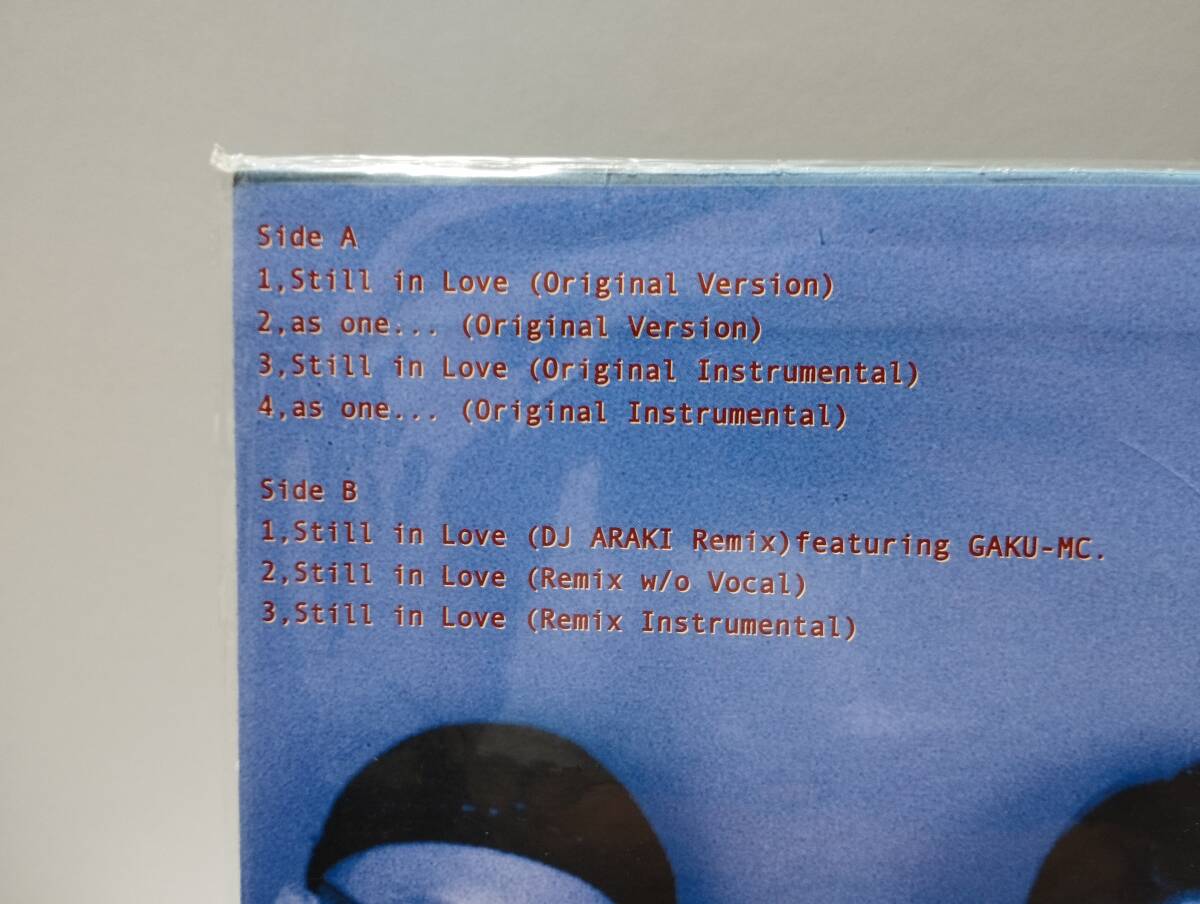 Side A
1,Still in Love (Original Version)
2,as one... (Original Version)
3,Still in Love (Original Instrumental)
4,as one... (Original Instrumental)
Side B
1,Still in Love (DJ ARAKI Remix)featuring GAKU-MC.
2,Still in Love (Remix w/o Vocal)
3,Still in Love (Remix Instrumental)